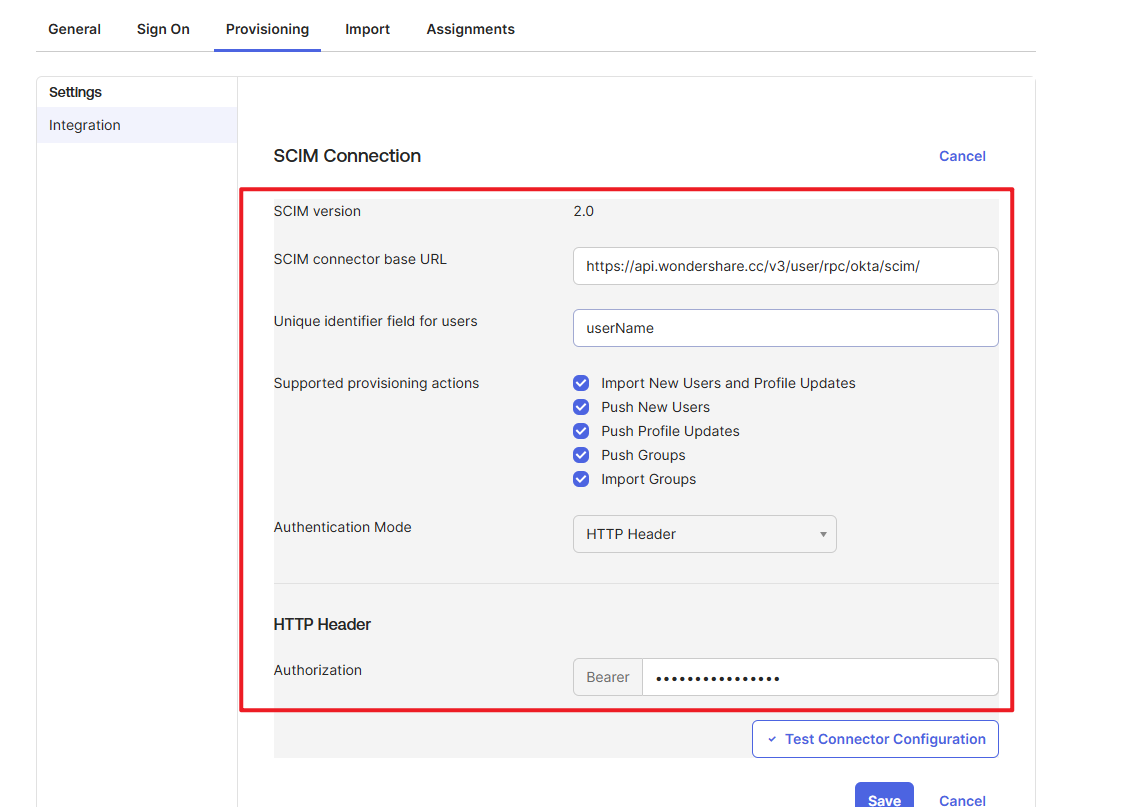 General Sign On Provisioning Import Assignments
Settings
Integration
SCIM Connection Cancel
SCIM version 2.0
SCIM connector base URL https://api.wondershare.cc/v3/user/rpc/okta/scim/
Unique identifier field for users userName
Supported provisioning actions Import New Users and Profile Updates
Push New Users
Push Profile Updates
Push Groups
Import Groups
Authentication Mode HTTP Header
HTTP Header
Authorization Bearer ••••••••••••••••
Test Connector Configuration
Save Cancel